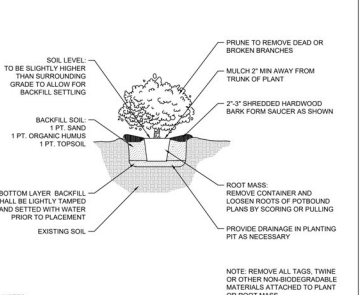 PRUNE TO REMOVE DEAD OR
BROKEN BRANCHES
SOIL LEVEL:
TO BE SLIGHTLY HIGHER
THAN SURROUNDING
GRADE TO ALLOW FOR
BACKFILL SETTLING
MULCH 2" MIN AWAY FROM
TRUNK OF PLANT
2"-3" SHREDDED HARDWOOD
BARK FORM SAUCER AS SHOWN
BACKFILL SOIL:
1 PT. SAND
1 PT. ORGANIC HUMUS
1 PT. TOPSOIL
BOTTOM LAYER BACKFILL
SHALL BE LIGHTLY TAMPED
AND SETTED WITH WATER
PRIOR TO PLACEMENT
EXISTING SOIL
ROOT MASS:
REMOVE CONTAINER AND
LOOSEN ROOTS OF POTBOUND
PLANS BY SCORING OR PULLING
PROVIDE DRAINAGE IN PLANTING
PIT AS NECESSARY
NOTE: REMOVE ALL TAGS, TWINE
OR OTHER NON-BIODEGRADABLE
MATERIALS ATTACHED TO PLANT
OR ROOT MASS